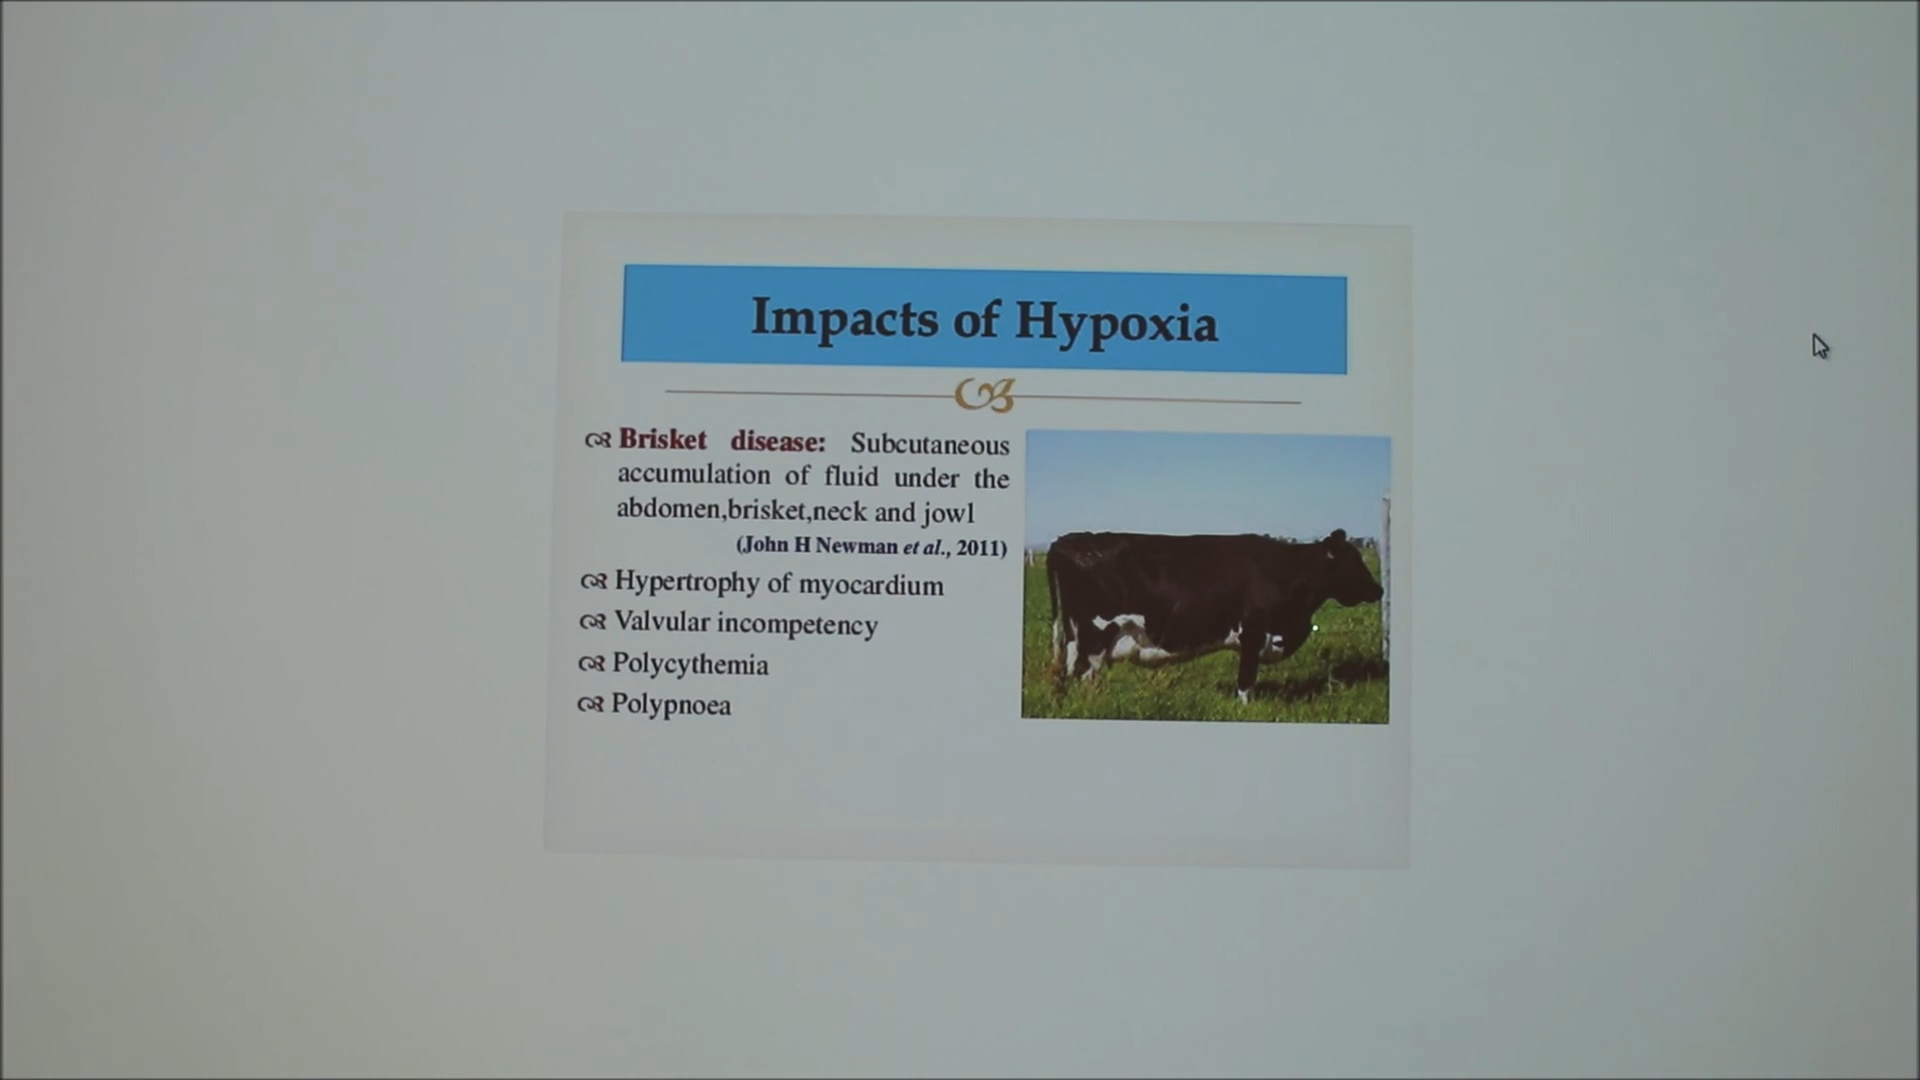 Impacts of Hypoxia
Brisket disease: Subcutaneous
accumulation of fluid under the
abdomen,brisket,neck and jowl
(John H Newman et al., 2011)
Hypertrophy of myocardium
Valvular incompetency
Polycythemia
Polypnoea